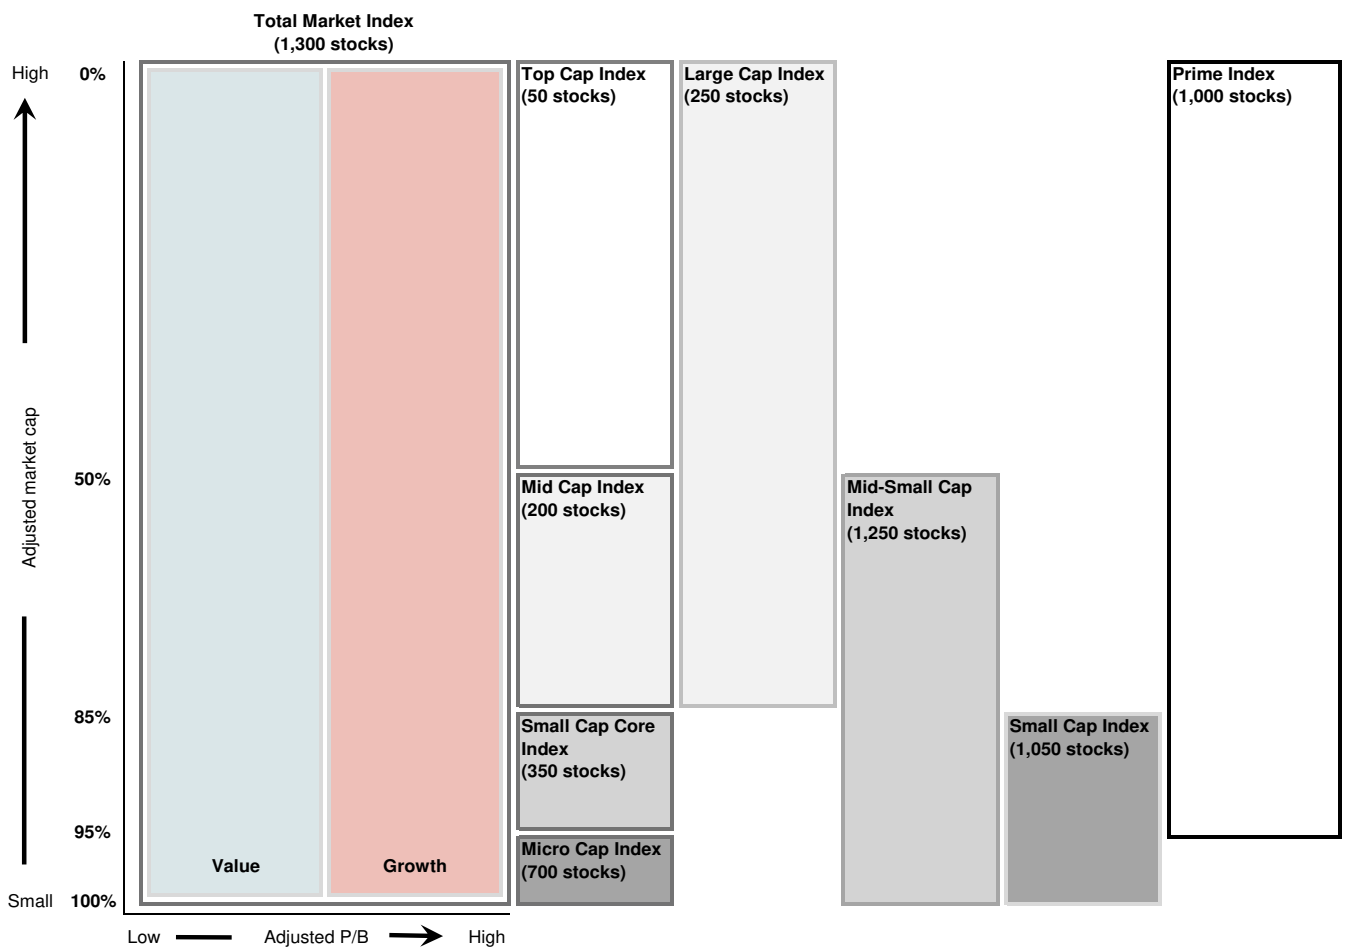 Total Market Index
(1,300 stocks)
High
0%
Top Cap Index
(50 stocks)
Large Cap Index
(250 stocks)
Prime Index
(1,000 stocks)
Adjusted market cap
50%
Mid Cap Index
(200 stocks)
Mid-Small Cap
Index
(1,250 stocks)
85%
Small Cap Core
Index
(350 stocks)
Small Cap Index
(1,050 stocks)
95%
Micro Cap Index
(700 stocks)
Value
Growth
Small
100%
Low
Adjusted P/B
High